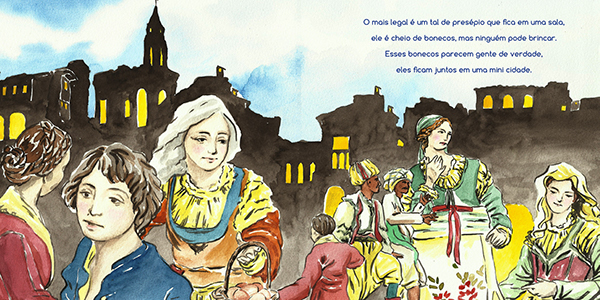 O mais legal é um tal de presépio que fica em uma sala,
ele é cheio de bonecos, mas ninguém pode brincar.
Esses bonecos parecem gente de verdade,
eles ficam juntos em uma mini cidade.